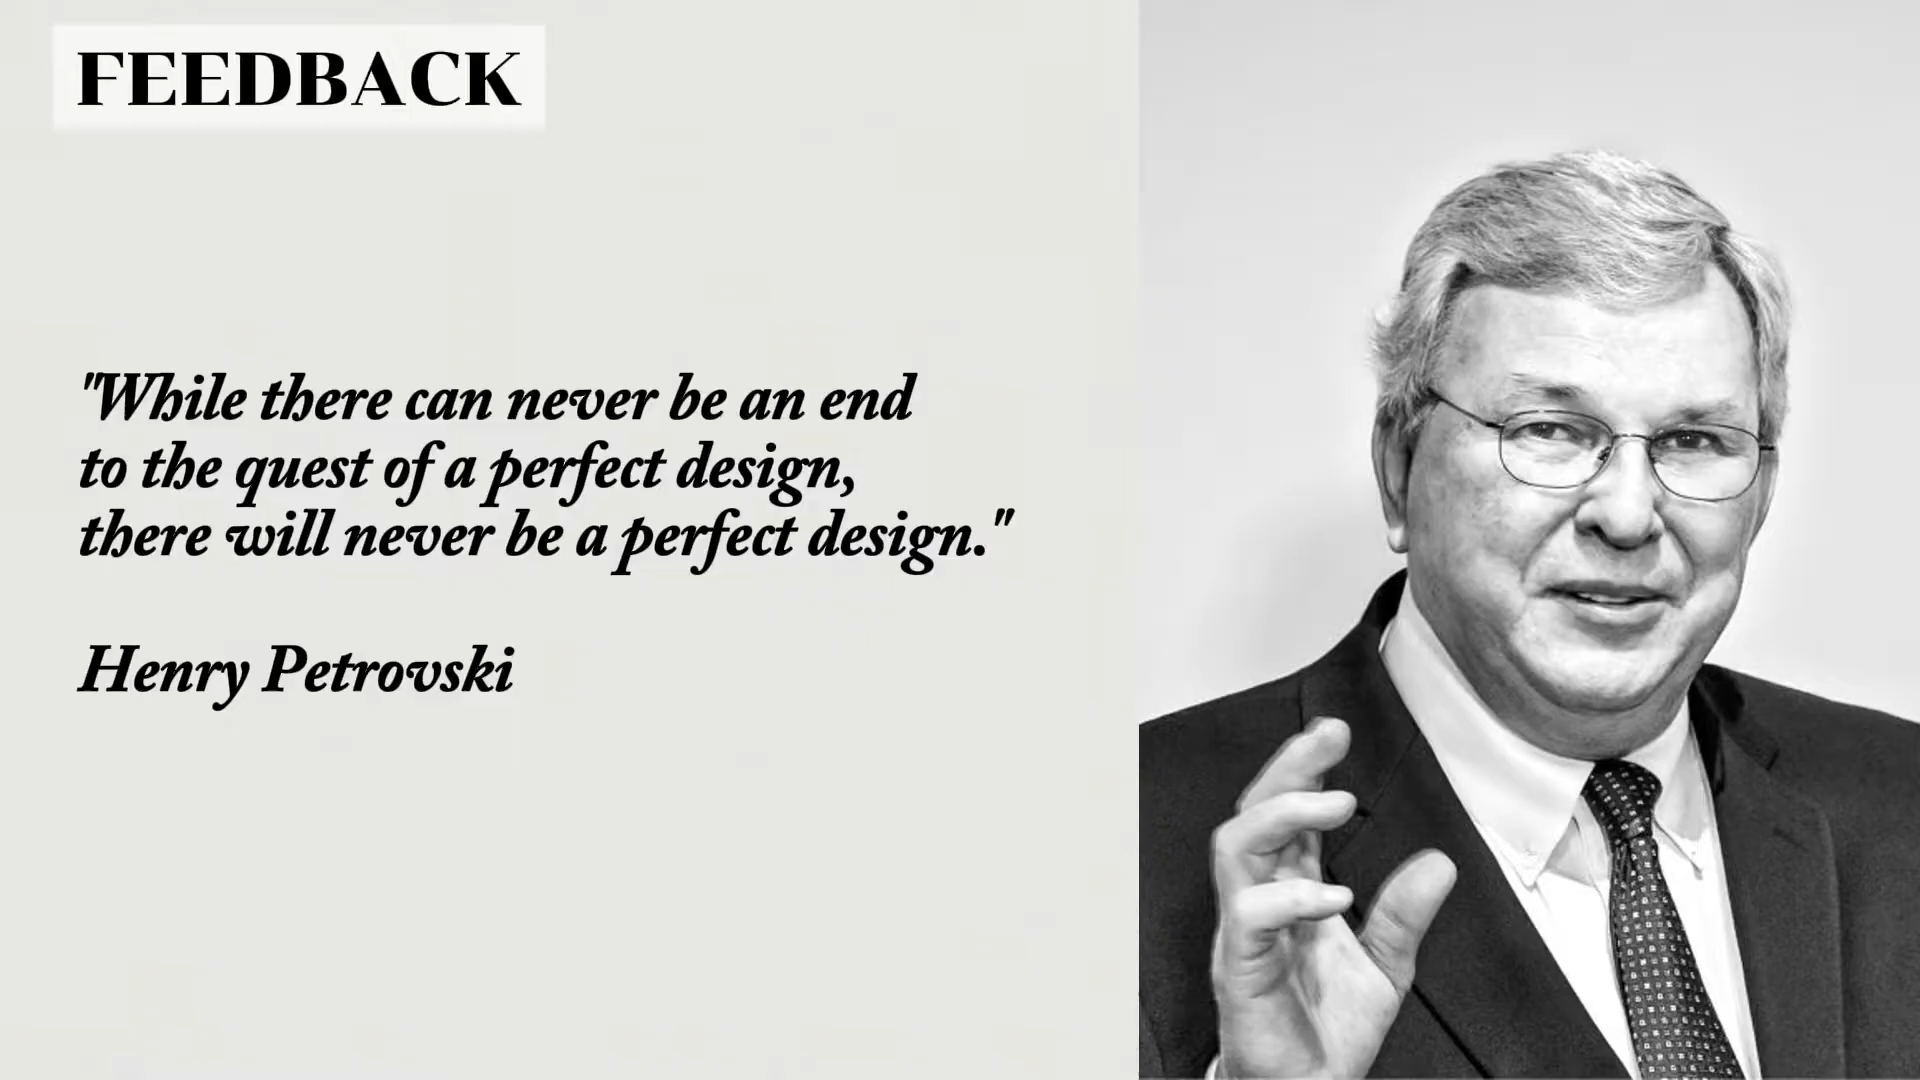 FEEDBACK
"While there can never be an end
to the quest of a perfect design,
there will never be a perfect design."
Henry Petrovski